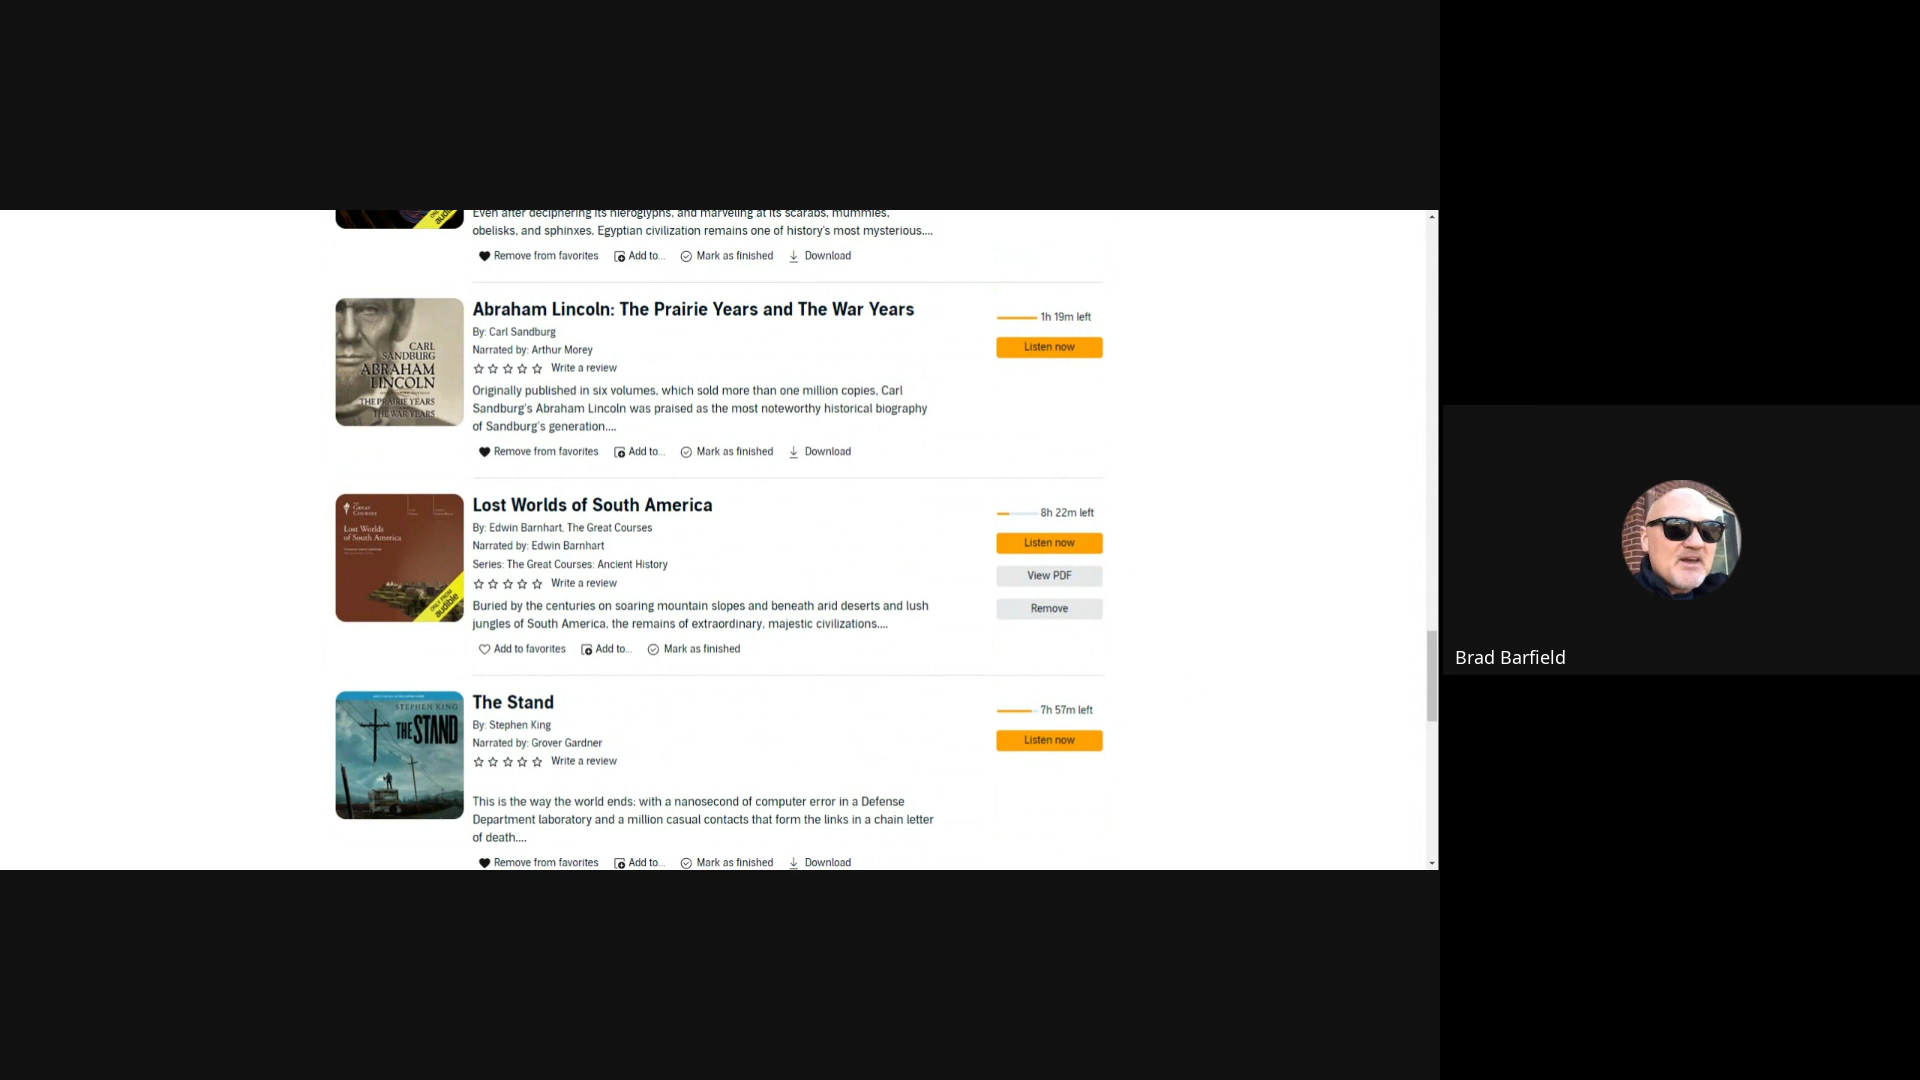 Even after deciphering its hieroglyphs, and marveling at its scarabs, mummies,
obelisks, and sphinxes, Egyptian civilization remains one of history's most mysterious....
Remove from favorites Add to... Mark as finished Download
Abraham Lincoln: The Prairie Years and The War Years
1h 19m left
By: Carl Sandburg
Narrated by: Arthur Morey
Listen now
Write a review
Originally published in six volumes, which sold more than one million copies, Carl
Sandburg's Abraham Lincoln was praised as the most noteworthy historical biography
of Sandburg's generation....
Remove from favorites Add to... Mark as finished Download
CARL
SANDBURG
ABRAHAM
LINCOLN
THE PRAIRIE YEARS
THE WAR YEARS
Lost Worlds of South America
8h 22m left
By: Edwin Barnhart, The Great Courses
Narrated by: Edwin Barnhart
Listen now
Series: The Great Courses: Ancient History
View PDF
Write a review
Remove
Buried by the centuries on soaring mountain slopes and beneath arid deserts and lush
jungles of South America, the remains of extraordinary, majestic civilizations....
Add to favorites Add to... Mark as finished
THE
GREAT
COURSES
Lost Worlds
of South America
ONLY FROM
audible
The Stand
7h 57m left
By: Stephen King
Narrated by: Grover Gardner
Listen now
Write a review
This is the way the world ends: with a nanosecond of computer error in a Defense
Department laboratory and a million casual contacts that form the links in a chain letter
of death....
Remove from favorites Add to... Mark as finished Download
STEPHEN KING
THE STAND
Brad Barfield